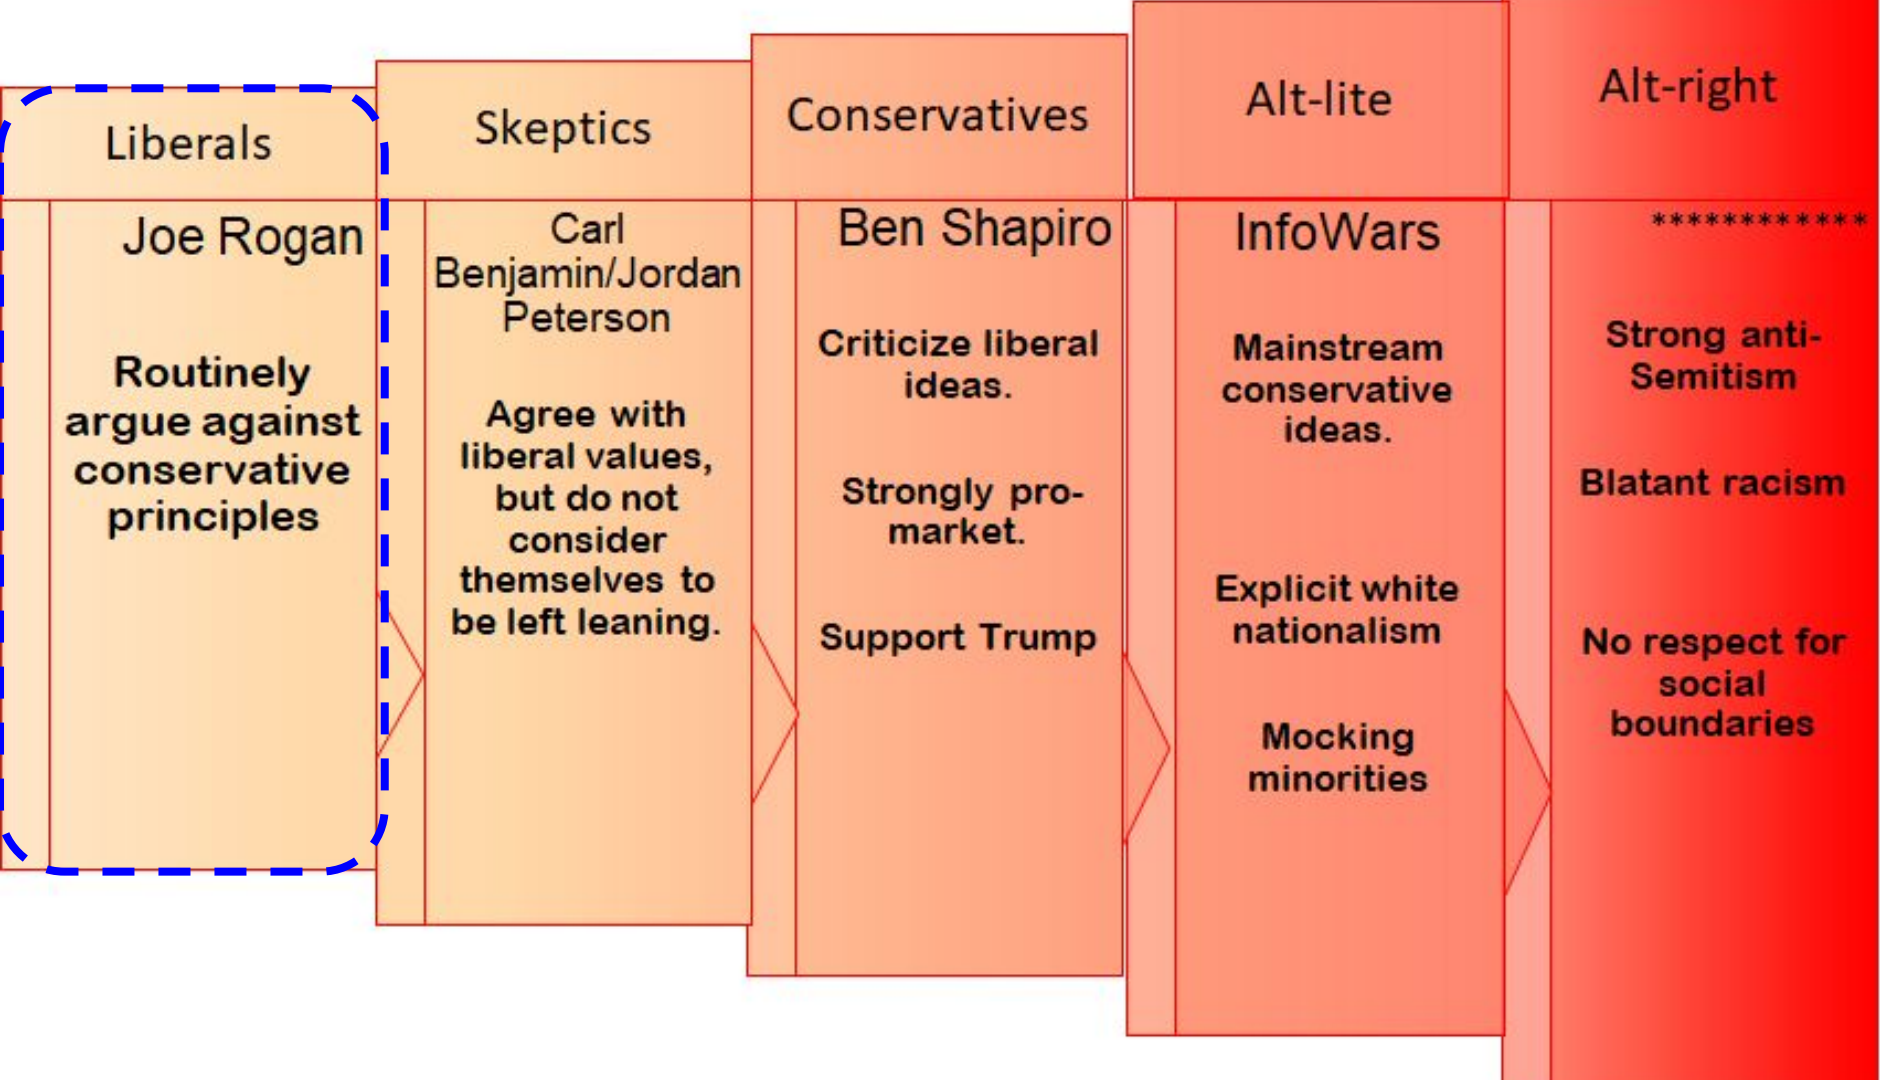 Liberals
Joe Rogan
Routinely
argue against
conservative
principles
Skeptics
Carl
Benjamin/Jordan
Peterson
Agree with
liberal values,
but do not
consider
themselves to
be left leaning.
Conservatives
Ben Shapiro
Criticize liberal
ideas.
Strongly pro-
market.
Support Trump
Alt-lite
InfoWars
Mainstream
conservative
ideas.
Explicit white
nationalism
Mocking
minorities
Alt-right
************
Strong anti-
Semitism
Blatant racism
No respect for
social
boundaries